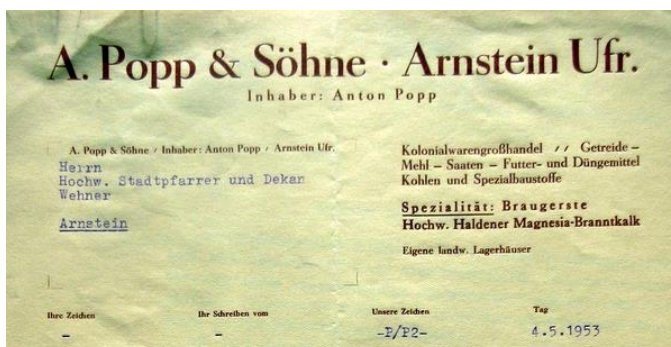 A. Popp & Söhne · Arnstein Ufr.
Inhaber: Anton Popp
A. Popp & Söhne / Inhaber: Anton Popp / Arnstein Ufr.
Herrn
Hochw. Stadtpfarrer und Dekan
Wehner
Arnstein
Kolonialwarengroßhandel // Getreide –
Mehl – Saaten – Futter- und Düngemittel
Kohlen und Spezialbaustoffe
Spezialität: Braugerste
Hochw. Haldener Magnesia-Branntkalk
Eigene landw. Lagerhäuser
Ihre Zeichen Ihr Schreiben vom Unsere Zeichen Tag
– – -P/P2- 4.5.1953